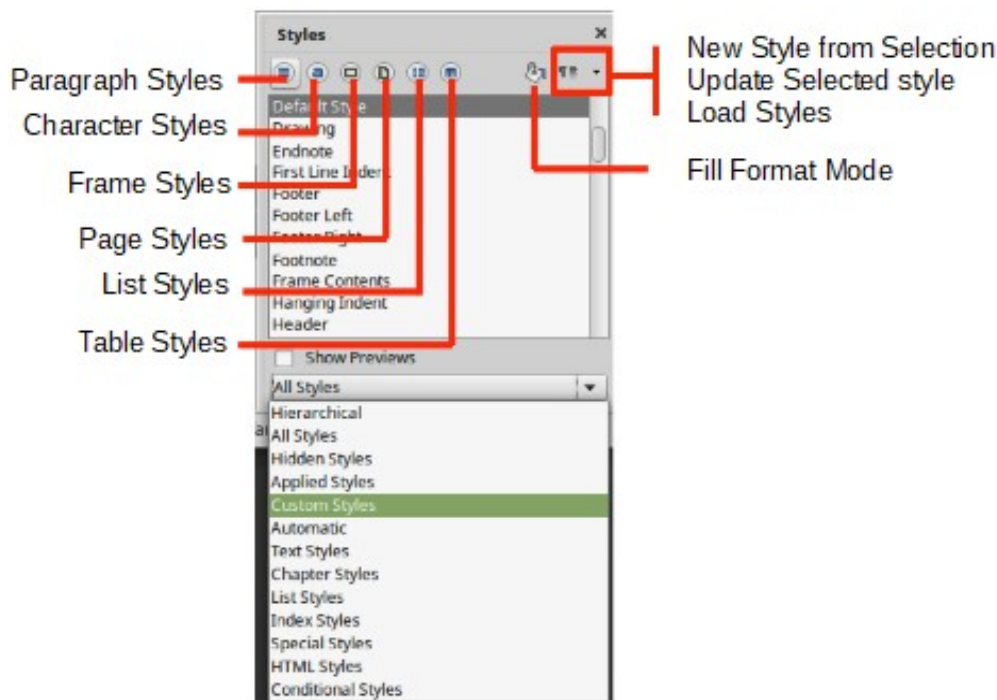 Styles
New Style from Selection
Update Selected style
Load Styles
Paragraph Styles
Character Styles
Frame Styles
Page Styles
List Styles
Table Styles
Fill Format Mode
Default Style
Drawing
Endnote
First Line Indent
Footer
Footer Left
Footer Right
Footnote
Frame Contents
Hanging Indent
Header
Show Previews
All Styles
Hierarchical
All Styles
Hidden Styles
Applied Styles
Custom Styles
Automatic
Text Styles
Chapter Styles
List Styles
Index Styles
Special Styles
HTML Styles
Conditional Styles